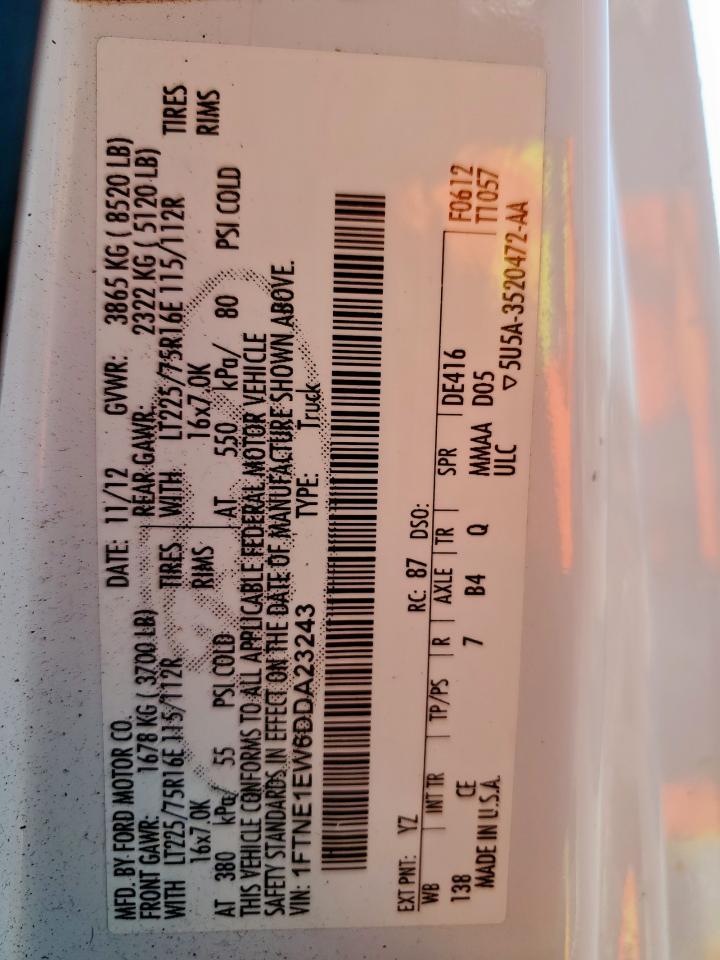 MFD. BY FORD MOTOR CO. DATE: 11/12 GVWR: 3865 KG ( 8520 LB)
FRONT GAWR: 1678 KG ( 3700 LB) REAR GAWR: 2322 KG ( 5120 LB)
WITH LT225/75R16E 115/112R TIRES WITH LT225/75R16E 115/112R TIRES
16x7.0K RIMS 16x7.0K RIMS
AT 380 kPa/ 55 PSI COLD AT 550 kPa/ 80 PSI COLD
THIS VEHICLE CONFORMS TO ALL APPLICABLE FEDERAL MOTOR VEHICLE
SAFETY STANDARDS IN EFFECT ON THE DATE OF MANUFACTURE SHOWN ABOVE.
VIN: 1FTNE1EW6DDA23243 TYPE: Truck
EXT PNT: YZ RC: 87 DSO:
WB INT TR TP/PS R AXLE TR SPR DE416 F0612
138 CE 7 B4 Q MMAA D05 T1057
MADE IN U.S.A. ULC ▽5U5A-3520472-AA